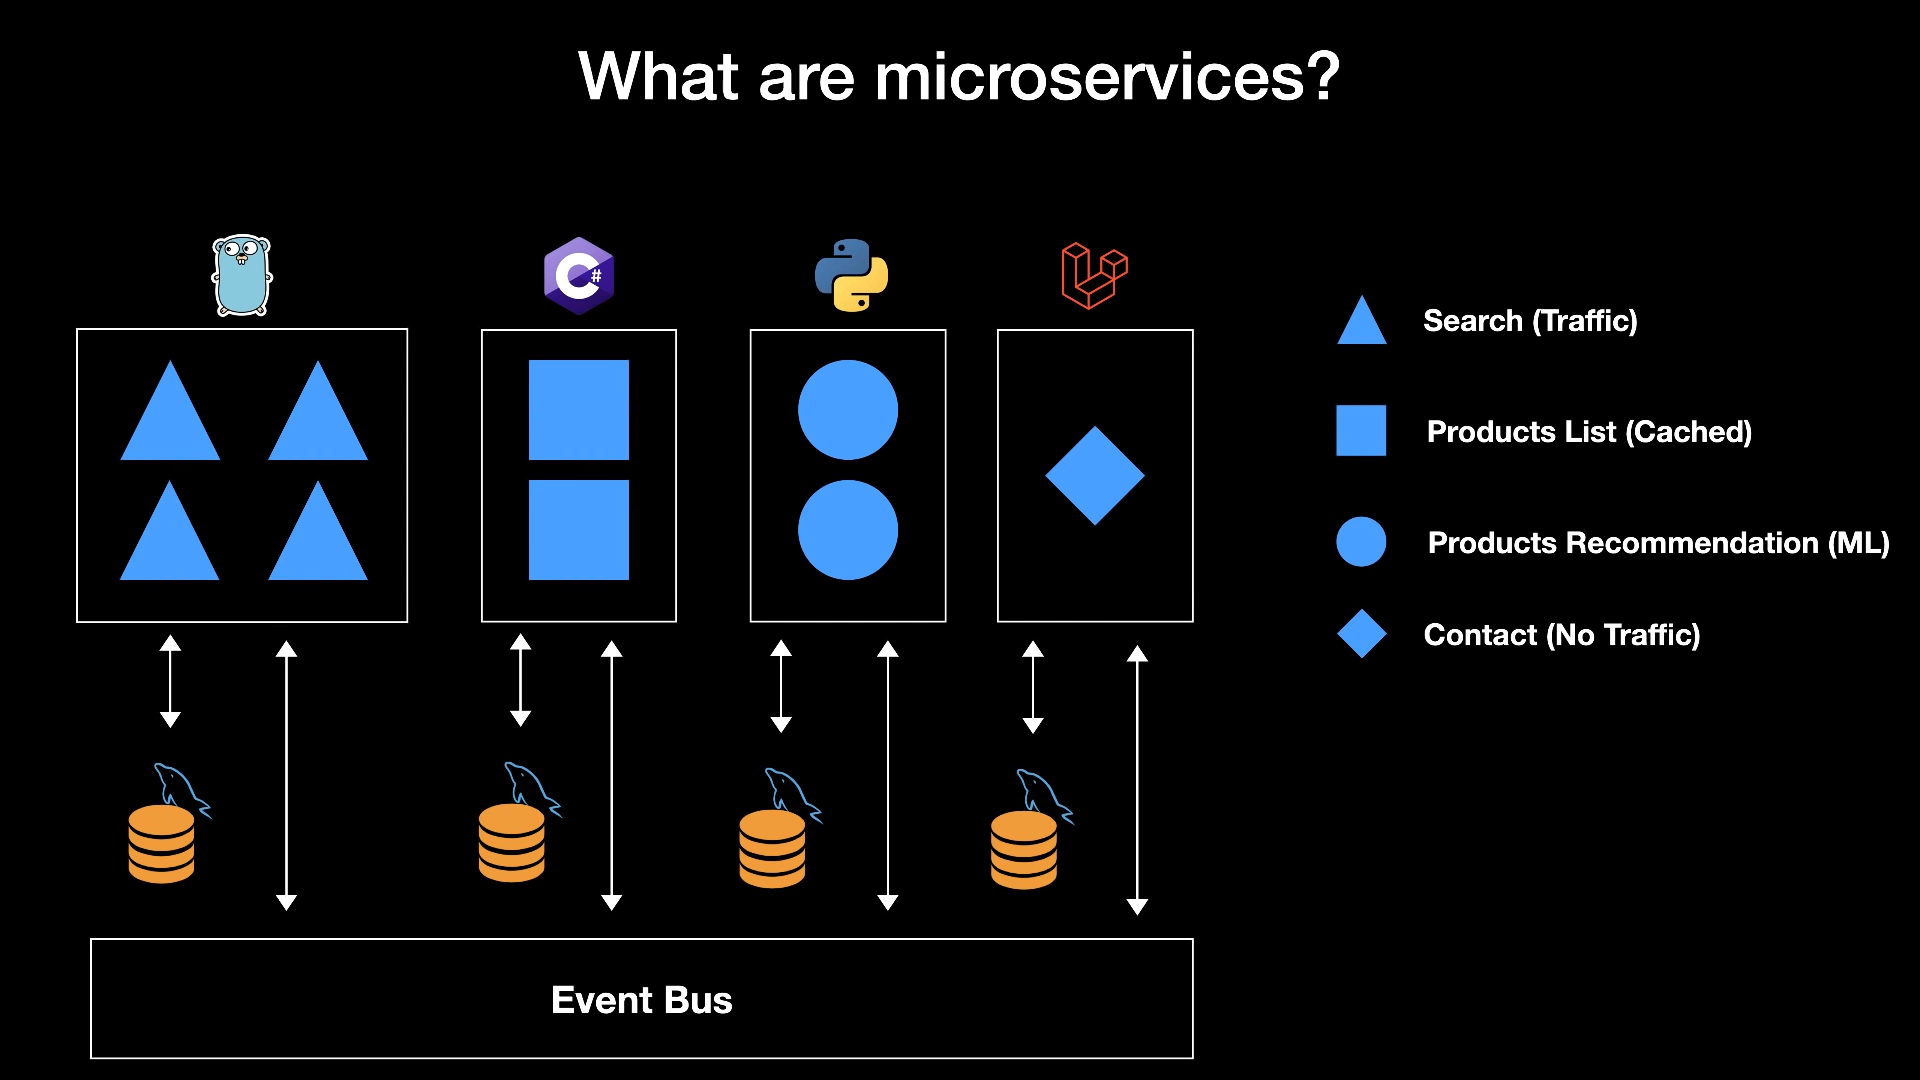 What are microservices?
C#
Search (Traffic)
Products List (Cached)
Products Recommendation (ML)
Contact (No Traffic)
Event Bus